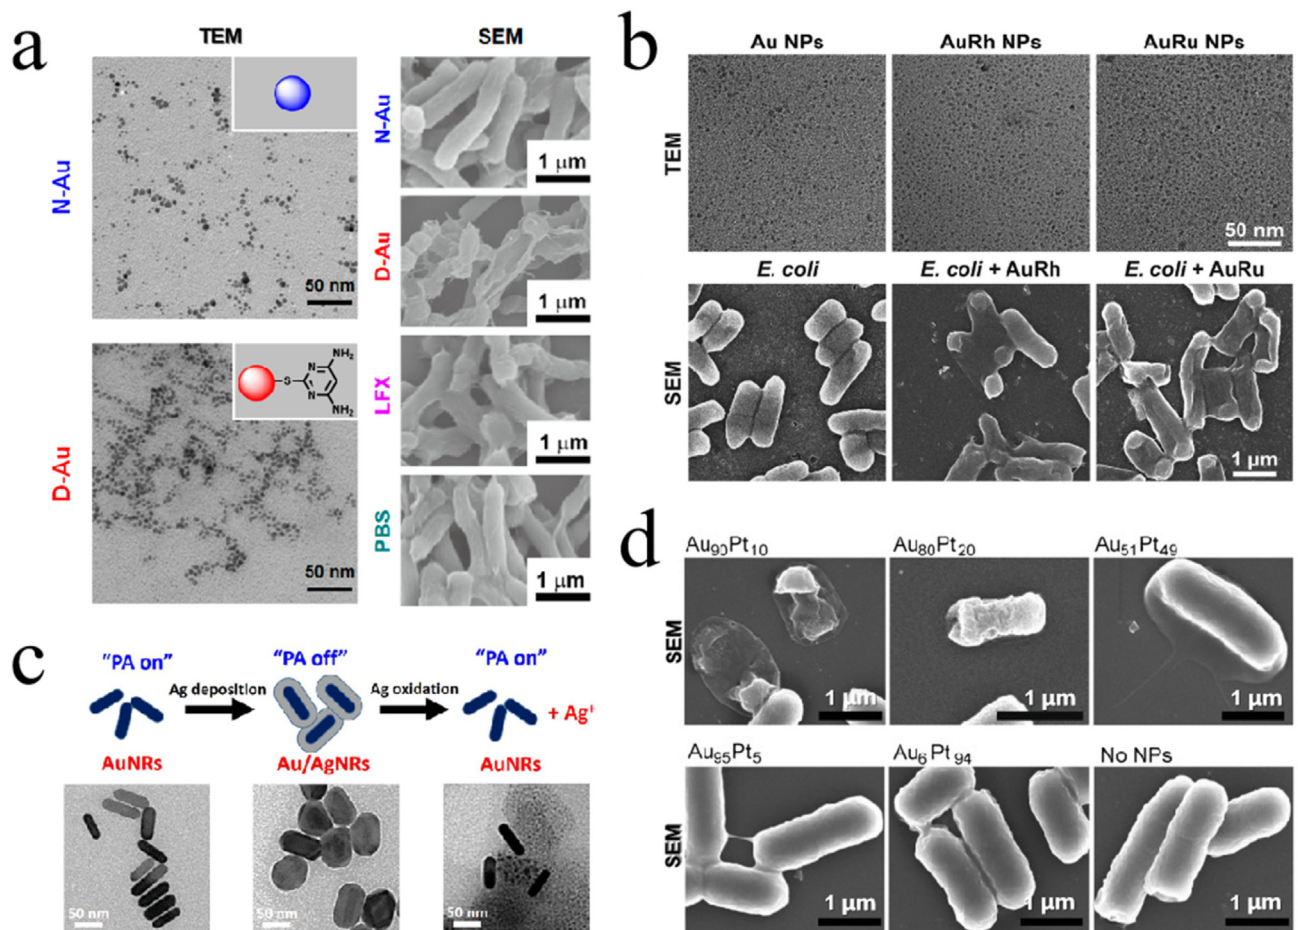 a
TEM
SEM
N-Au
50 nm
D-Au
S
N
N
NH₂
NH₂
50 nm
N-Au
1 μm
D-Au
1 μm
LFX
1 μm
PBS
1 μm
b
Au NPs
AuRh NPs
AuRu NPs
TEM
50 nm
E. coli
E. coli + AuRh
E. coli + AuRu
SEM
1 μm
c
"PA on"
"PA off"
"PA on"
Ag deposition
Ag oxidation
+ Ag⁺
AuNRs
Au/AgNRs
AuNRs
50 nm
50 nm
50 nm
d
Au₉₀Pt₁₀
Au₈₀Pt₂₀
Au₅₁Pt₄₉
SEM
1 μm
1 μm
1 μm
Au₉₅Pt₅
Au₆Pt₉₄
No NPs
SEM
1 μm
1 μm
1 μm